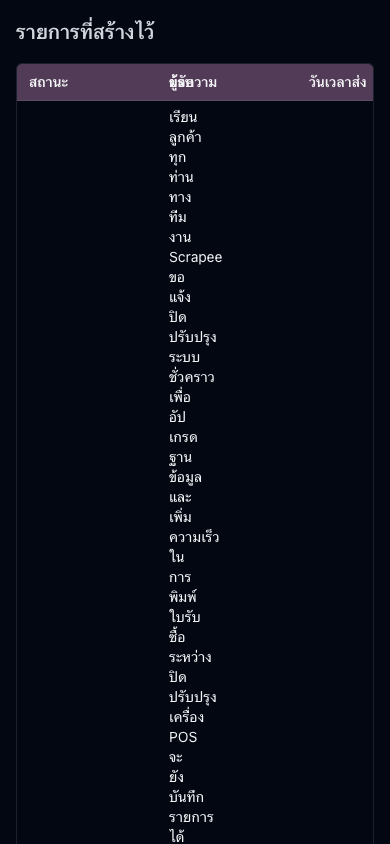 รายการที่สร้างไว้
สถานะ ข้อความ วันเวลาส่ง
เรียน
ลูกค้า
ทุก
ท่าน
ทาง
ทีม
งาน
Scrapee
ขอ
แจ้ง
ปิด
ปรับปรุง
ระบบ
ชั่วคราว
เพื่อ
อัป
เกรด
ฐาน
ข้อมูล
และ
เพิ่ม
ความเร็ว
ใน
การ
พิมพ์
ใบรับ
ซื้อ
ระหว่าง
ปิด
ปรับปรุง
เครื่อง
POS
จะ
ยัง
บันทึก
รายการ
ได้